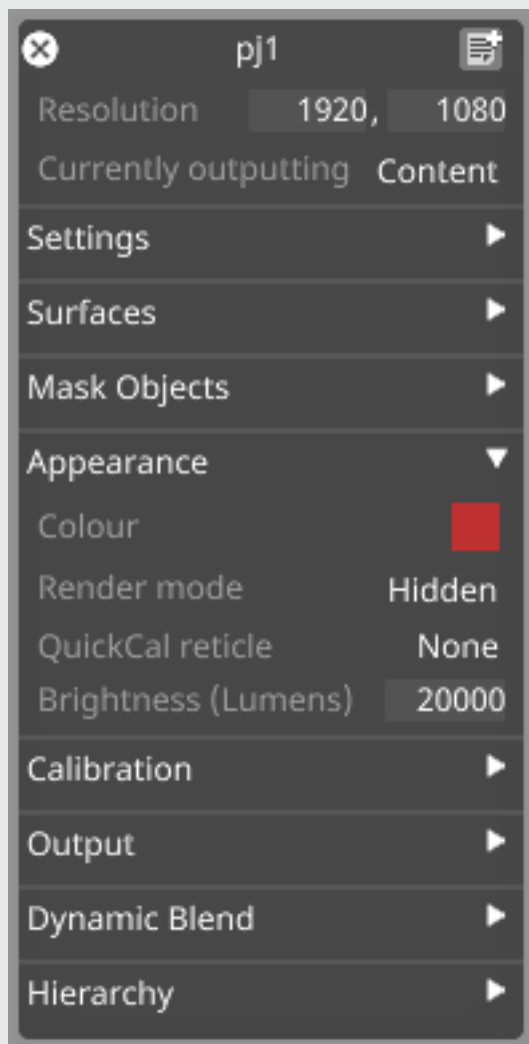 pj1
Resolution 1920, 1080
Currently outputting Content
Settings
Surfaces
Mask Objects
Appearance
Colour
Render mode Hidden
QuickCal reticle None
Brightness (Lumens) 20000
Calibration
Output
Dynamic Blend
Hierarchy